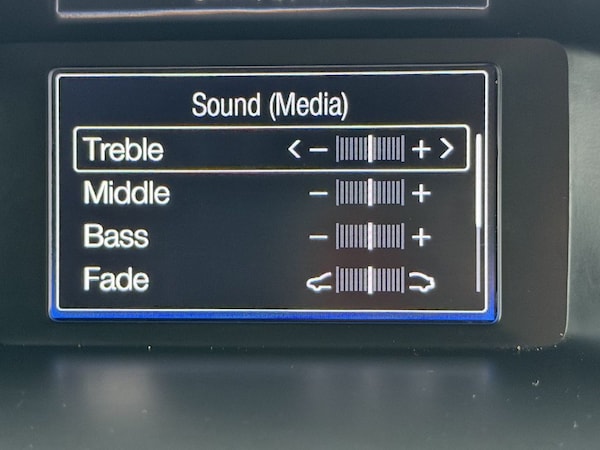 Sound (Media)
Treble < − + >
Middle − +
Bass − +
Fade